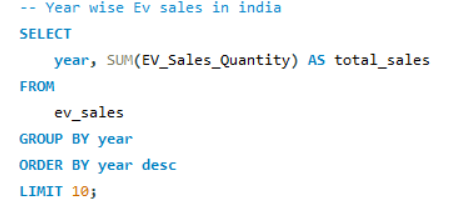 -- Year wise Ev sales in india
SELECT
year, SUM(EV_Sales_Quantity) AS total_sales
FROM
ev_sales
GROUP BY year
ORDER BY year desc
LIMIT 10;